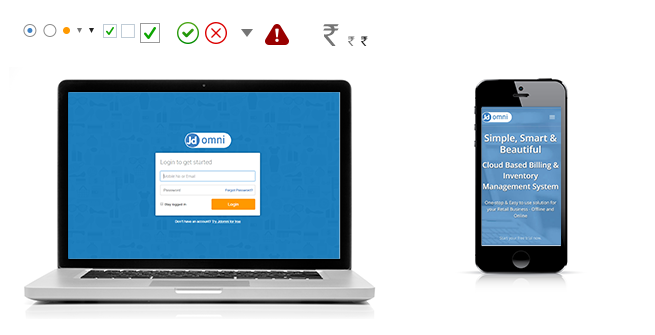 ₹ ₹ ₹
Jd omni
Login to get started
Mobile No or Email
Password
Forgot Password?
Stay logged in
Login
Don't have an account? Try Jdomni for free
Jd omni
Simple, Smart &
Beautiful
Cloud Based Billing &
Inventory
Management System
One-stop & Easy to use solution for
your Retail Business - Offline and
Online